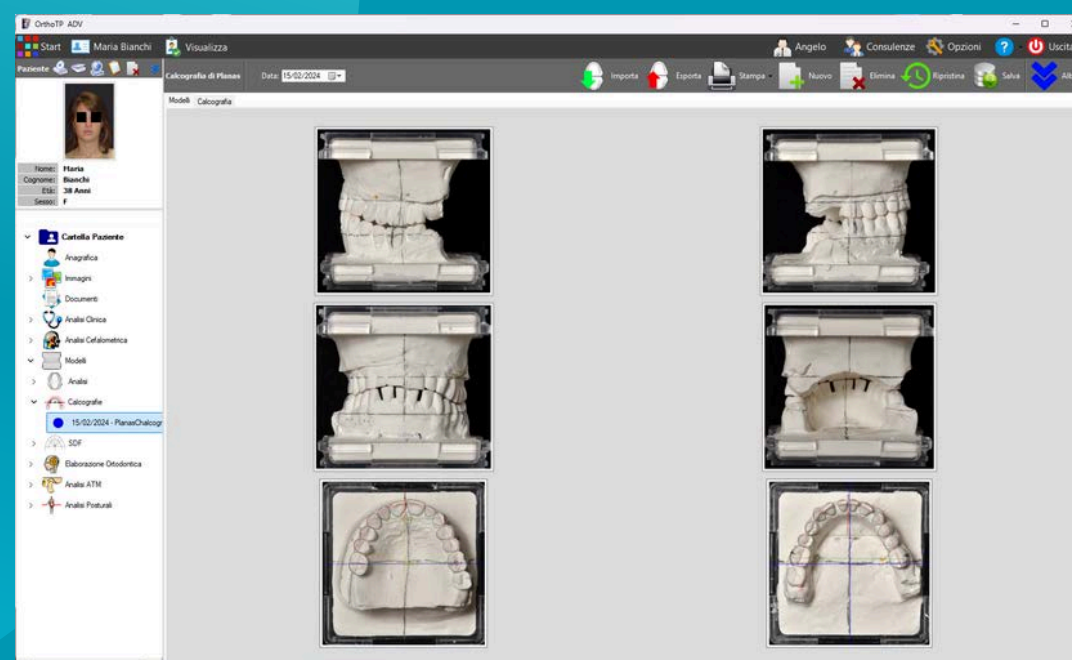 OrthoTP ADV
Start Maria Bianchi Visualizza Angelo Consulenze Opzioni ? Uscita
Paziente
Calcografia di Planas Data: 15/02/2024 Importa Esporta Stampa Nuovo Elimina Ripristina Salva
Modelli Calcografia
Nome: Maria
Cognome: Bianchi
Età: 38 Anni
Sesso: F
Cartella Paziente
Anagrafica
Immagini
Documenti
Analisi Clinica
Analisi Cefalometrica
Modelli
Analisi
Calcografie
15/02/2024 - PlanasChalcogr
SDF
Elaborazione Ortodontica
Analisi ATM
Analisi Posturali